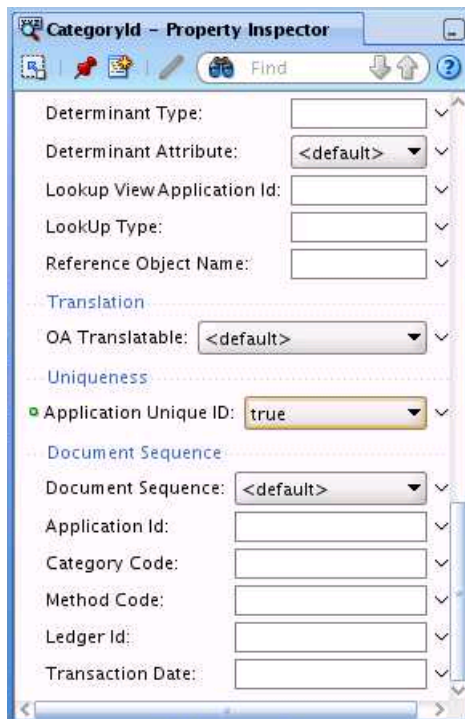 CategoryId - Property Inspector
Find
Determinant Type:
Determinant Attribute: <default>
Lookup View Application Id:
LookUp Type:
Reference Object Name:
Translation
OA Translatable: <default>
Uniqueness
Application Unique ID: true
Document Sequence
Document Sequence: <default>
Application Id:
Category Code:
Method Code:
Ledger Id:
Transaction Date: